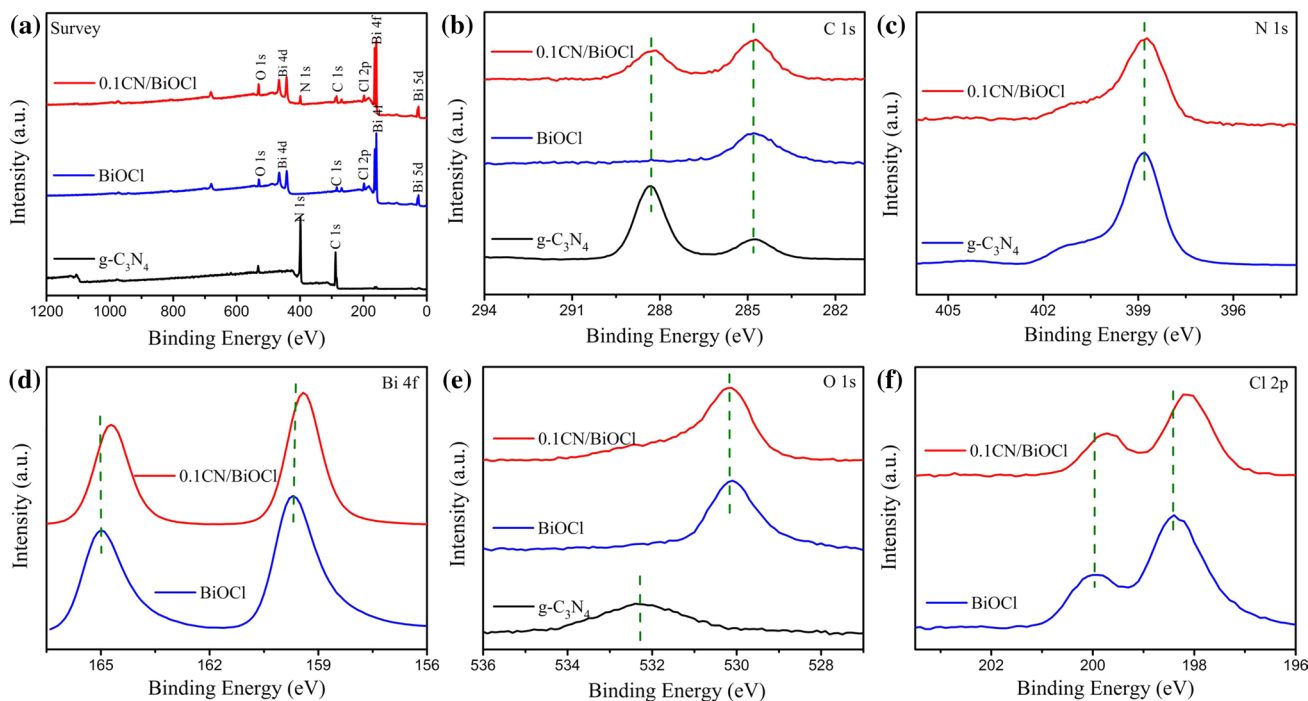 (a)
Survey
0.1CN/BiOCl
O 1s
Bi 4d
N 1s
C 1s
Cl 2p
Bi 4f
Bi 5d
BiOCl
O 1s
Bi 4d
C 1s
Cl 2p
Bi 4f
Bi 5d
g-C₃N₄
N 1s
C 1s
Intensity (a.u.)
1200 1000 800 600 400 200 0
Binding Energy (eV)
(b)
C 1s
0.1CN/BiOCl
BiOCl
g-C₃N₄
Intensity (a.u.)
294 291 288 285 282
Binding Energy (eV)
(c)
N 1s
0.1CN/BiOCl
g-C₃N₄
Intensity (a.u.)
405 402 399 396
Binding Energy (eV)
(d)
Bi 4f
0.1CN/BiOCl
BiOCl
Intensity (a.u.)
165 162 159 156
Binding Energy (eV)
(e)
O 1s
0.1CN/BiOCl
BiOCl
g-C₃N₄
Intensity (a.u.)
536 534 532 530 528
Binding Energy (eV)
(f)
Cl 2p
0.1CN/BiOCl
BiOCl
Intensity (a.u.)
202 200 198 196
Binding Energy (eV)